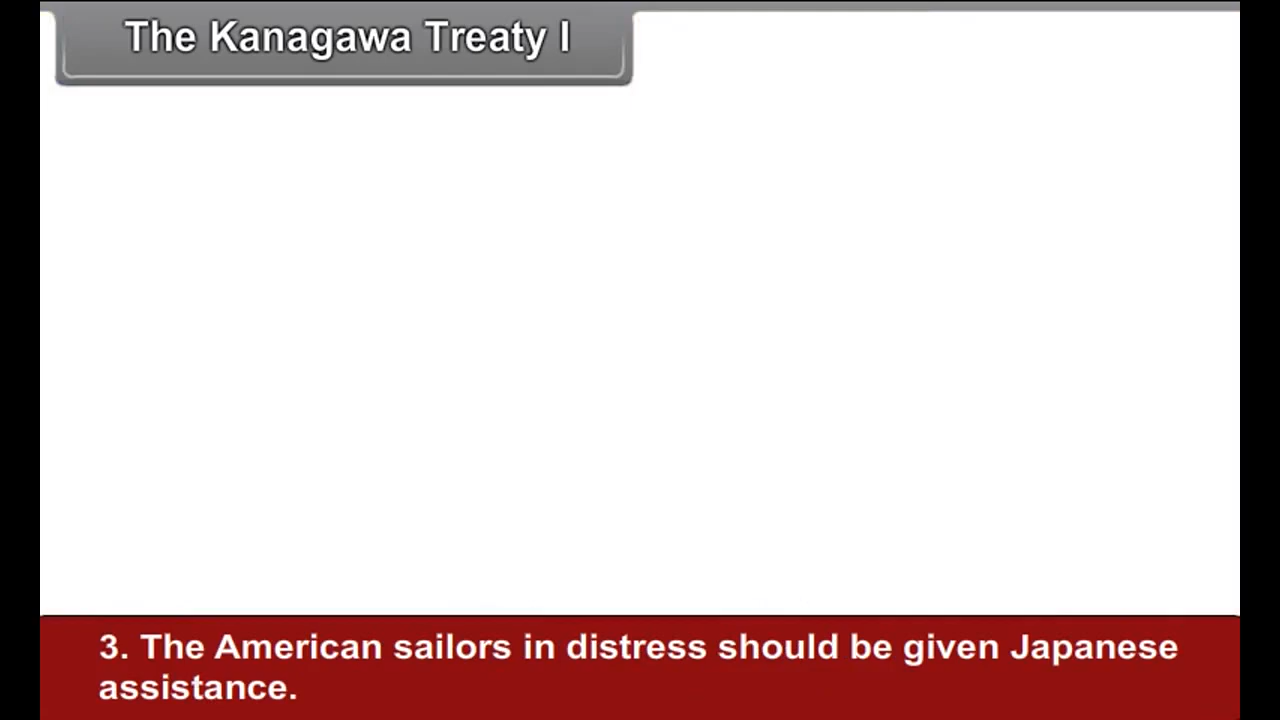 The Kanagawa Treaty I
3. The American sailors in distress should be given Japanese
assistance.